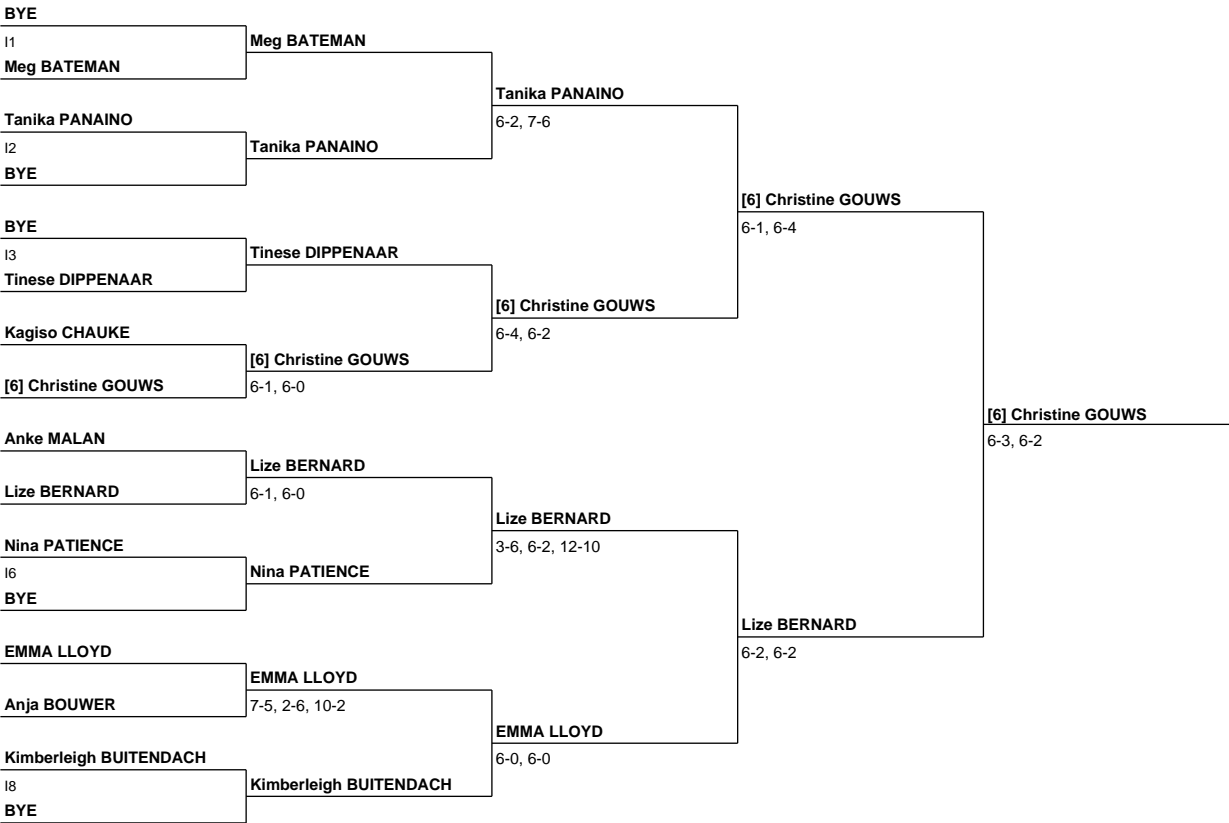 BYE
I1
Meg BATEMAN
Tanika PANAINO
I2
BYE
BYE
I3
Tinese DIPPENAAR
Kagiso CHAUKE
[6] Christine GOUWS
Anke MALAN
Lize BERNARD
Nina PATIENCE
I6
BYE
EMMA LLOYD
Anja BOUWER
Kimberleigh BUITENDACH
I8
BYE
Meg BATEMAN
Tanika PANAINO
Tinese DIPPENAAR
[6] Christine GOUWS
6-1, 6-0
Lize BERNARD
6-1, 6-0
Nina PATIENCE
EMMA LLOYD
7-5, 2-6, 10-2
Kimberleigh BUITENDACH
Tanika PANAINO
6-2, 7-6
[6] Christine GOUWS
6-4, 6-2
Lize BERNARD
3-6, 6-2, 12-10
EMMA LLOYD
6-0, 6-0
[6] Christine GOUWS
6-1, 6-4
Lize BERNARD
6-2, 6-2
[6] Christine GOUWS
6-3, 6-2